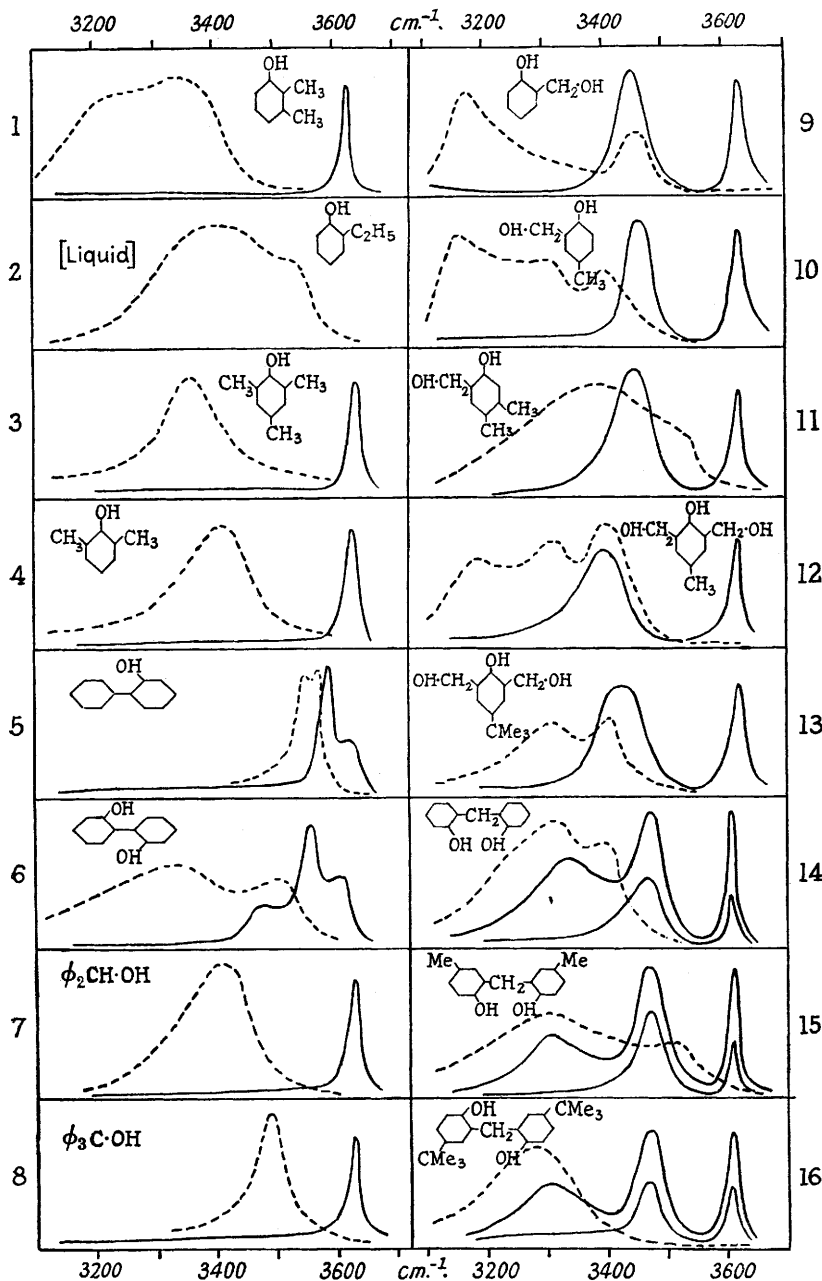 3200 3400 3600 cm.⁻¹. 3200 3400 3600
1
OH
CH₃
CH₃
9
OH
CH₂·OH
2
[Liquid]
OH
C₂H₅
10
OH
OH·CH₂
CH₃
3
OH
CH₃ CH₃
CH₃
11
OH
OH·CH₂
CH₃
CH₃
4
OH
CH₃ CH₃
12
OH
OH·CH₂ CH₂·OH
CH₃
5
OH
13
OH
OH·CH₂ CH₂·OH
CMe₃
6
OH
OH
14
CH₂
OH OH
7
φ₂CH·OH
15
Me Me
CH₂
OH OH
8
φ₃C·OH
16
OH CMe₃
CH₂
CMe₃ OH
3200 3400 3600 cm.⁻¹. 3200 3400 3600